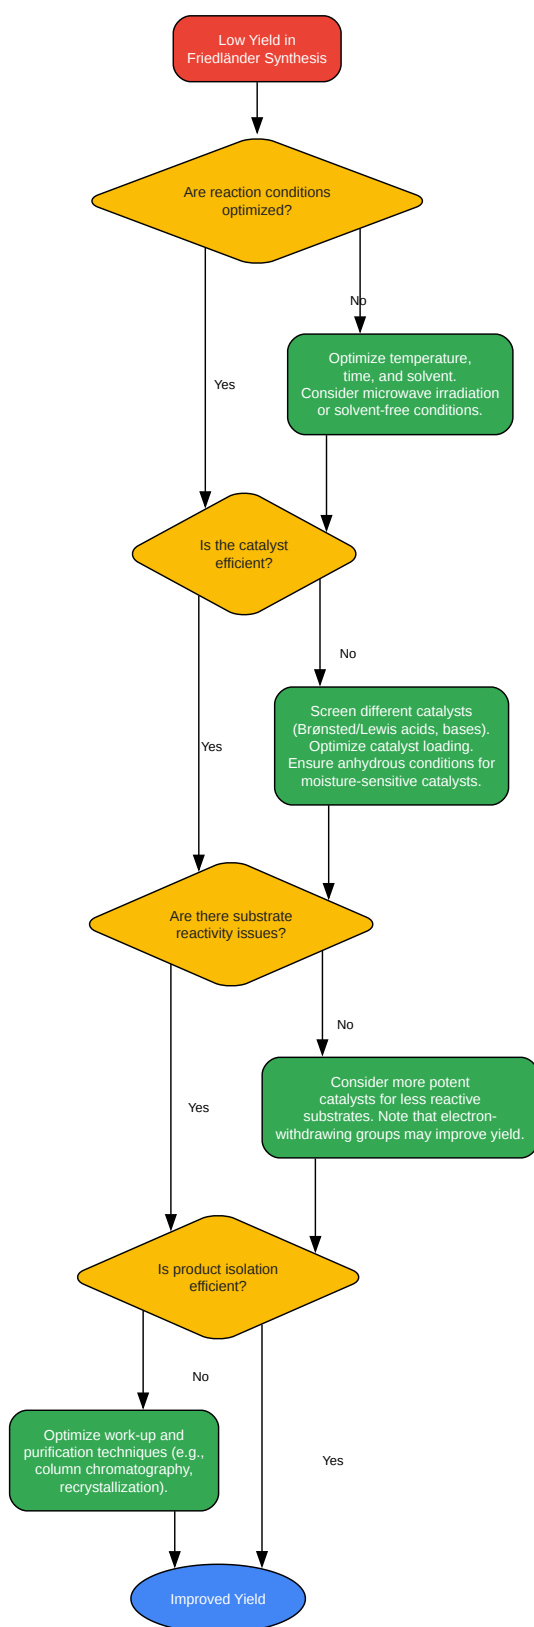 Low Yield in
Friedländer Synthesis
Are reaction conditions
optimized?
No
Optimize temperature,
time, and solvent.
Consider microwave irradiation
or solvent-free conditions.
Yes
Is the catalyst
efficient?
No
Screen different catalysts
(Brønsted/Lewis acids, bases).
Optimize catalyst loading.
Ensure anhydrous conditions for
moisture-sensitive catalysts.
Yes
Are there substrate
reactivity issues?
No
Consider more potent
catalysts for less reactive
substrates. Note that electron-
withdrawing groups may improve yield.
Yes
Is product isolation
efficient?
No
Optimize work-up and
purification techniques (e.g.,
column chromatography,
recrystallization).
Yes
Improved Yield